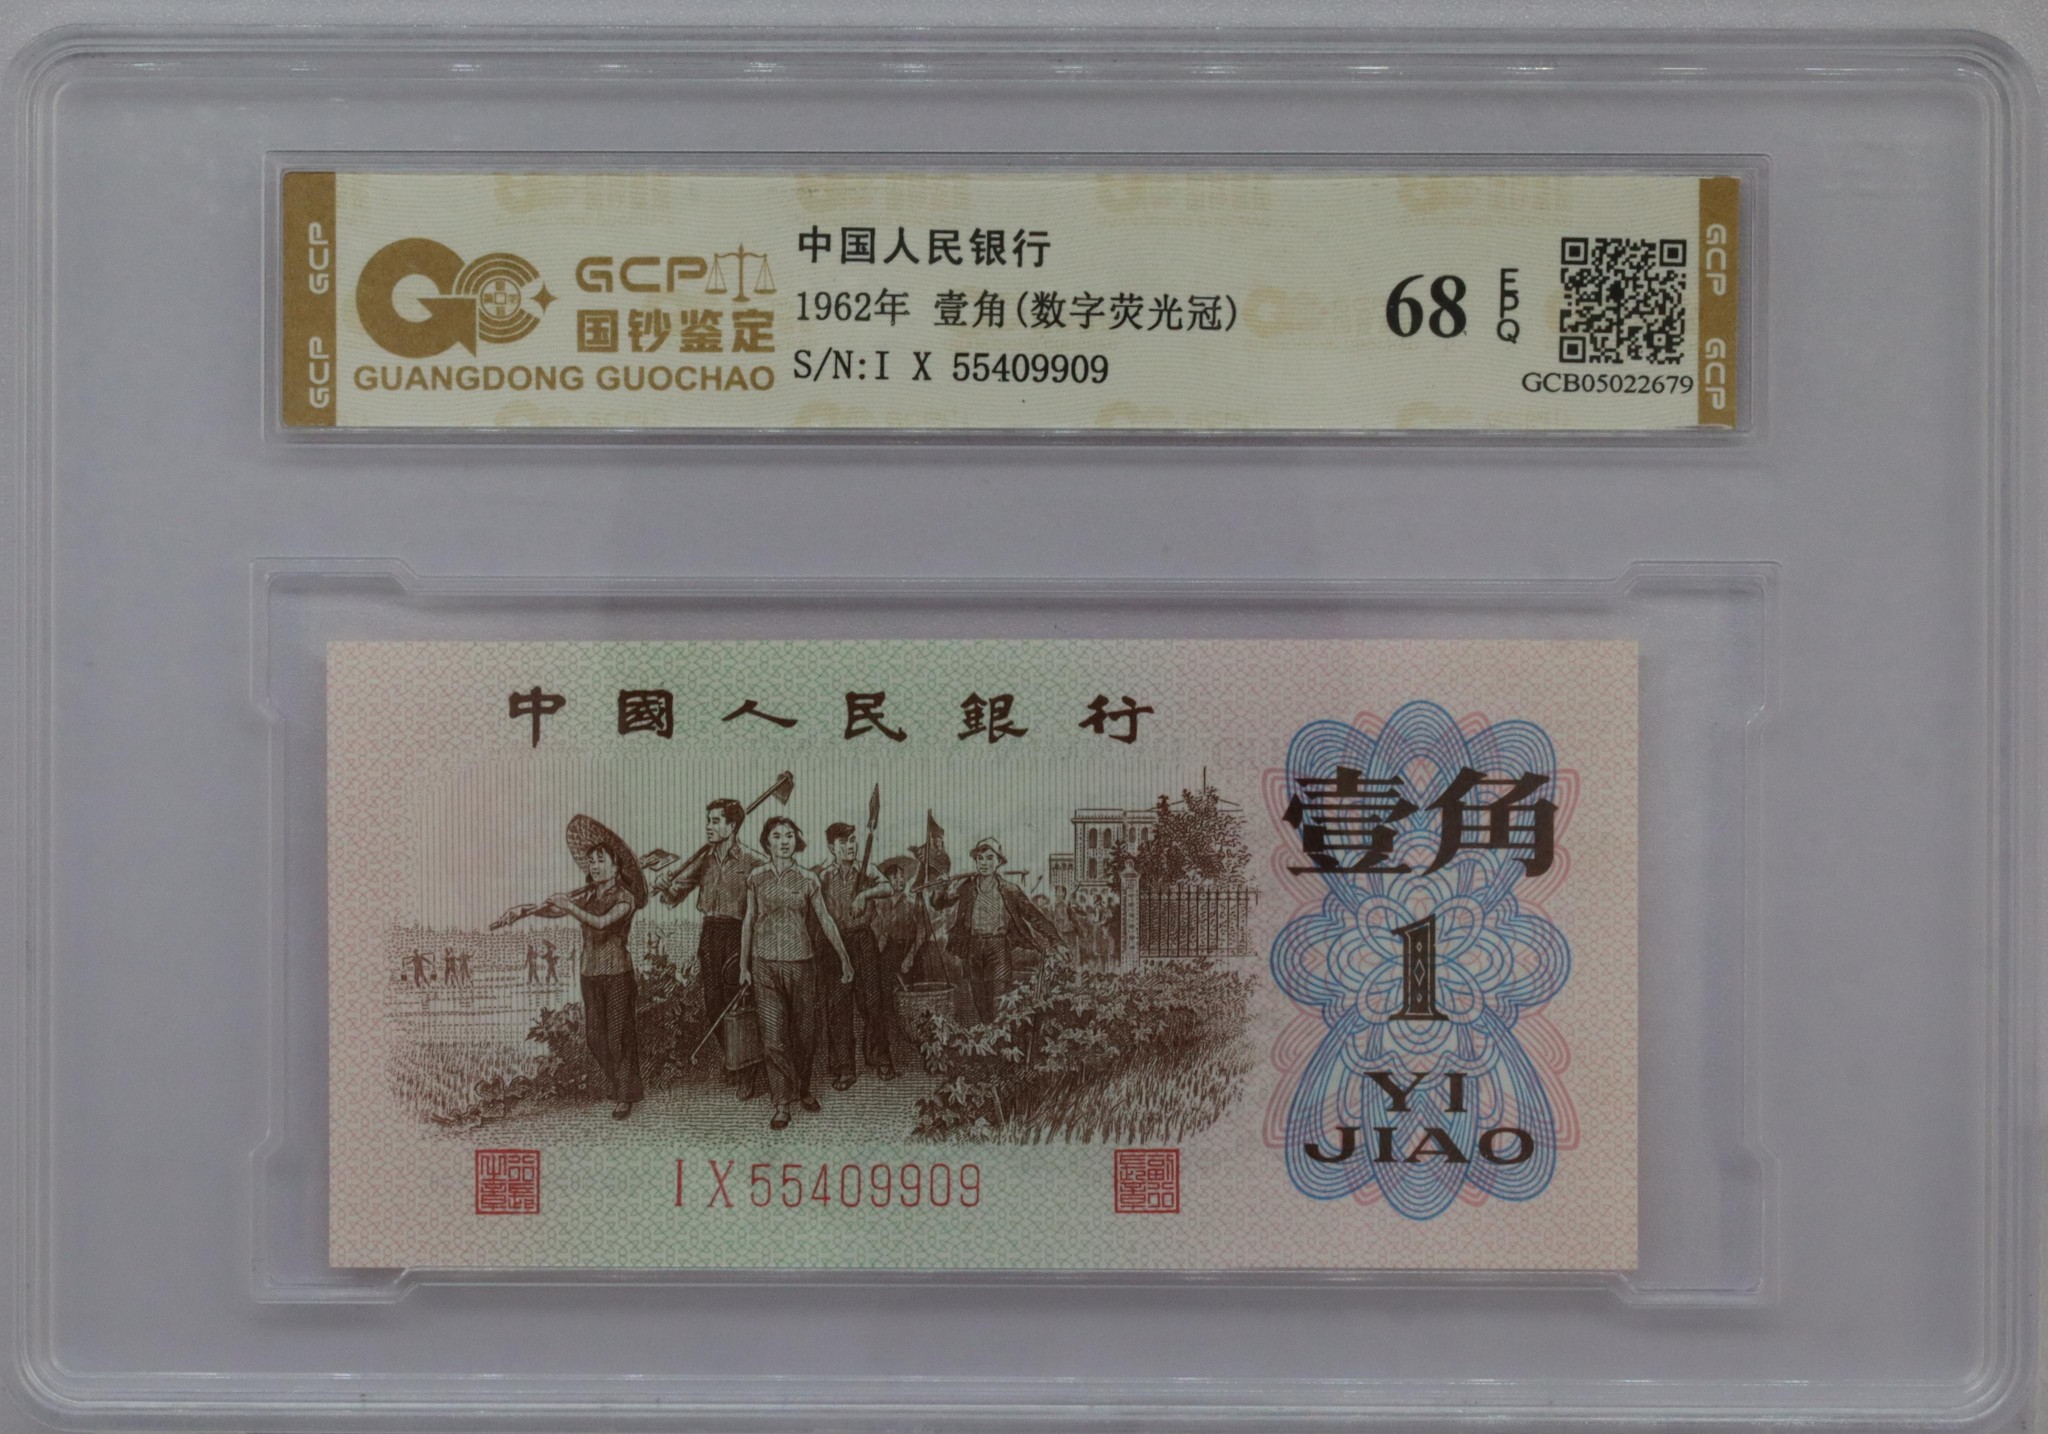 GCP
GCP
GCP
国钞鉴定
GUANGDONG GUOCHAO
中国人民银行
1962年 壹角(数字荧光冠)
S/N:I X 55409909
68
EPQ
GCB05022679
GCP
GCP
中國人民銀行
壹角
1
YI
JIAO
I X 55409909